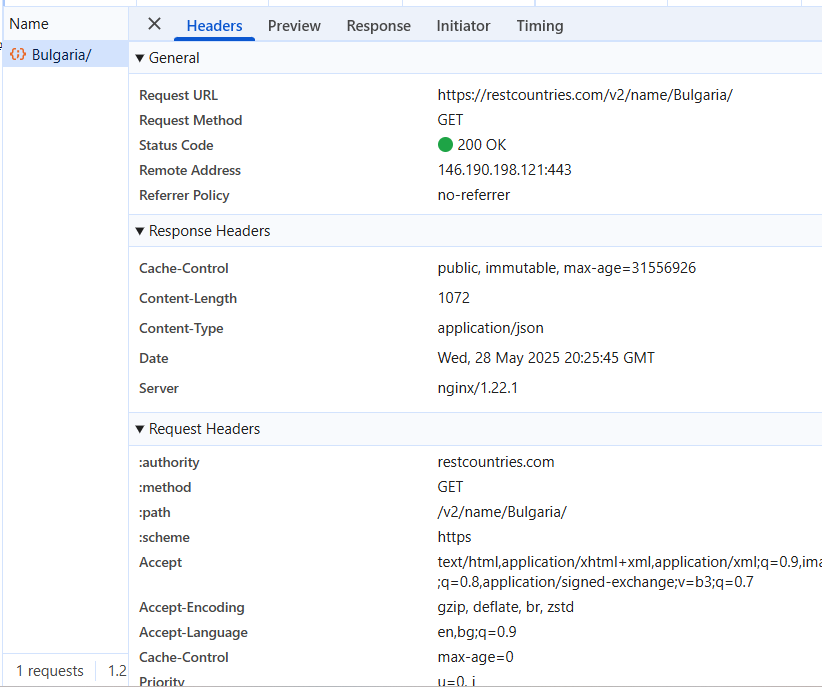 Name
Bulgaria/
Headers Preview Response Initiator Timing
General
Request URL https://restcountries.com/v2/name/Bulgaria/
Request Method GET
Status Code 200 OK
Remote Address 146.190.198.121:443
Referrer Policy no-referrer
Response Headers
Cache-Control public, immutable, max-age=31556926
Content-Length 1072
Content-Type application/json
Date Wed, 28 May 2025 20:25:45 GMT
Server nginx/1.22.1
Request Headers
:authority restcountries.com
:method GET
:path /v2/name/Bulgaria/
:scheme https
Accept text/html,application/xhtml+xml,application/xml;q=0.9,ima
;q=0.8,application/signed-exchange;v=b3;q=0.7
Accept-Encoding gzip, deflate, br, zstd
Accept-Language en,bg;q=0.9
Cache-Control max-age=0
Priority u=0, i
1 requests 1.2